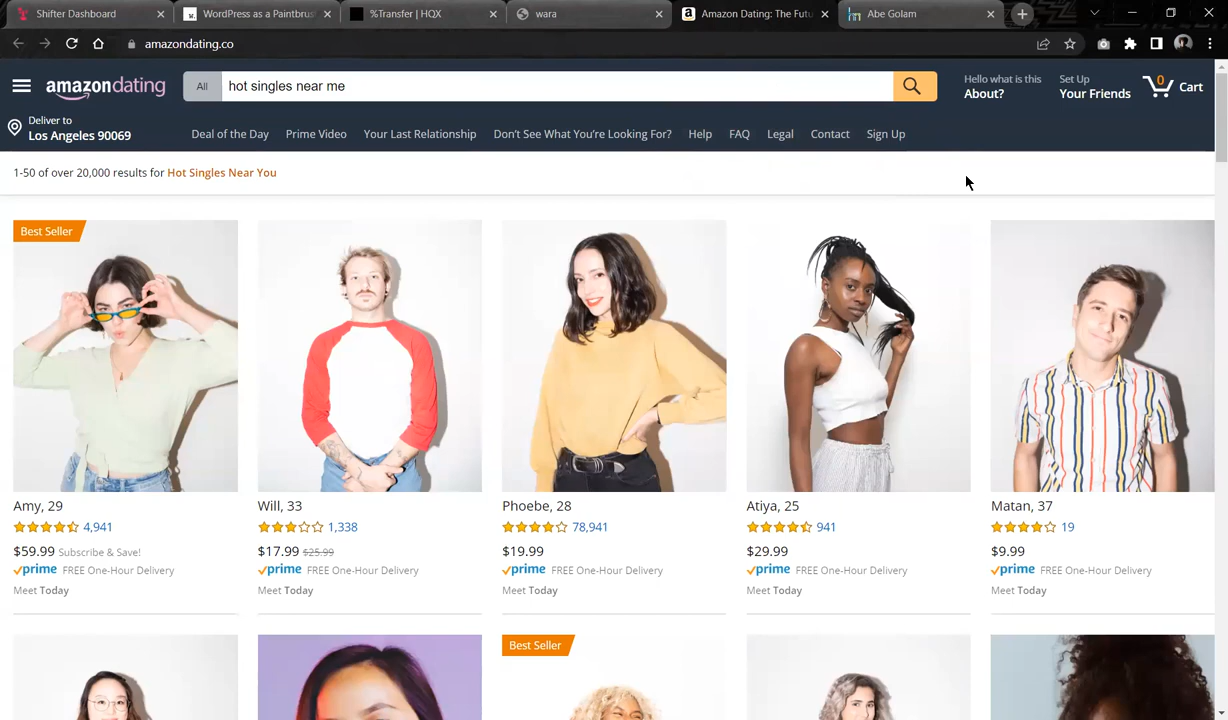 Shifter Dashboard
WordPress as a Paintbrus
%Transfer | HQX
wara
Amazon Dating: The Futu
Abe Golam
amazondating.co
amazondating
All
hot singles near me
Hello what is this
About?
Set Up
Your Friends
0
Cart
Deliver to
Los Angeles 90069
Deal of the Day
Prime Video
Your Last Relationship
Don't See What You're Looking For?
Help
FAQ
Legal
Contact
Sign Up
1-50 of over 20,000 results for Hot Singles Near You
Best Seller
Amy, 29
4,941
$59.99 Subscribe & Save!
prime FREE One-Hour Delivery
Meet Today
Will, 33
1,338
$17.99 $25.99
prime FREE One-Hour Delivery
Meet Today
Phoebe, 28
78,941
$19.99
prime FREE One-Hour Delivery
Meet Today
Atiya, 25
941
$29.99
prime FREE One-Hour Delivery
Meet Today
Matan, 37
19
$9.99
prime FREE One-Hour Delivery
Meet Today
Best Seller